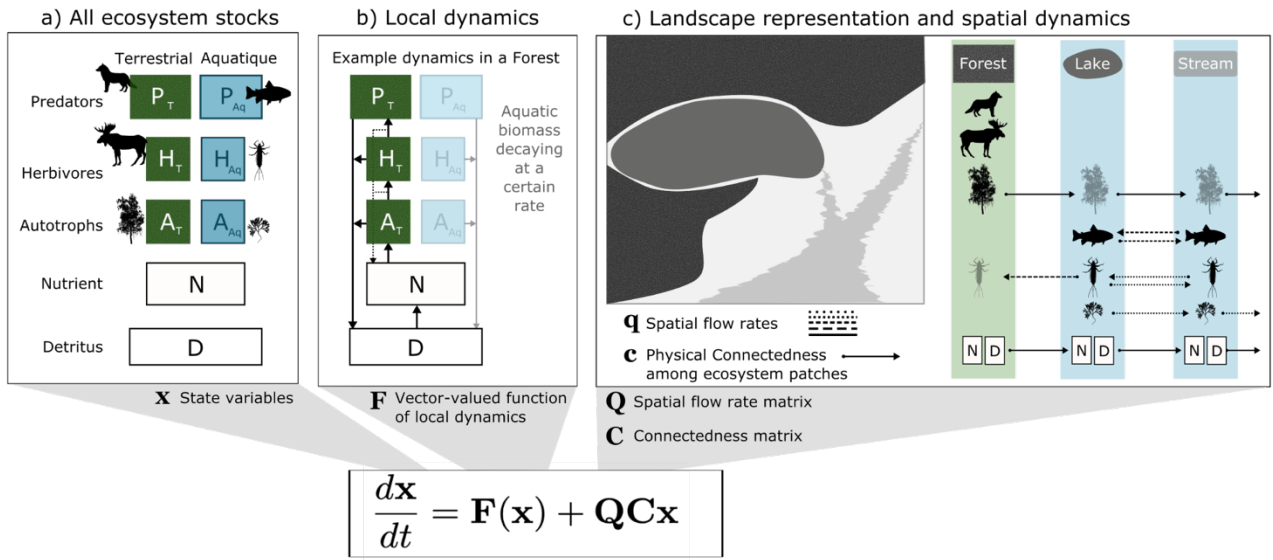 a) All ecosystem stocks
Terrestrial Aquatique
Predators
P_T
P_Aq
Herbivores
H_T
H_Aq
Autotrophs
A_T
A_Aq
Nutrient
N
Detritus
D
x State variables
b) Local dynamics
Example dynamics in a Forest
P_T
P_Aq
H_T
H_Aq
A_T
A_Aq
N
D
Aquatic
biomass
decaying
at a
certain
rate
F Vector-valued function
of local dynamics
c) Landscape representation and spatial dynamics
q Spatial flow rates
c Physical Connectedness
among ecosystem patches
Forest
Lake
Stream
N D
N D
N D
Q Spatial flow rate matrix
C Connectedness matrix
dx/dt = F(x) + QCx